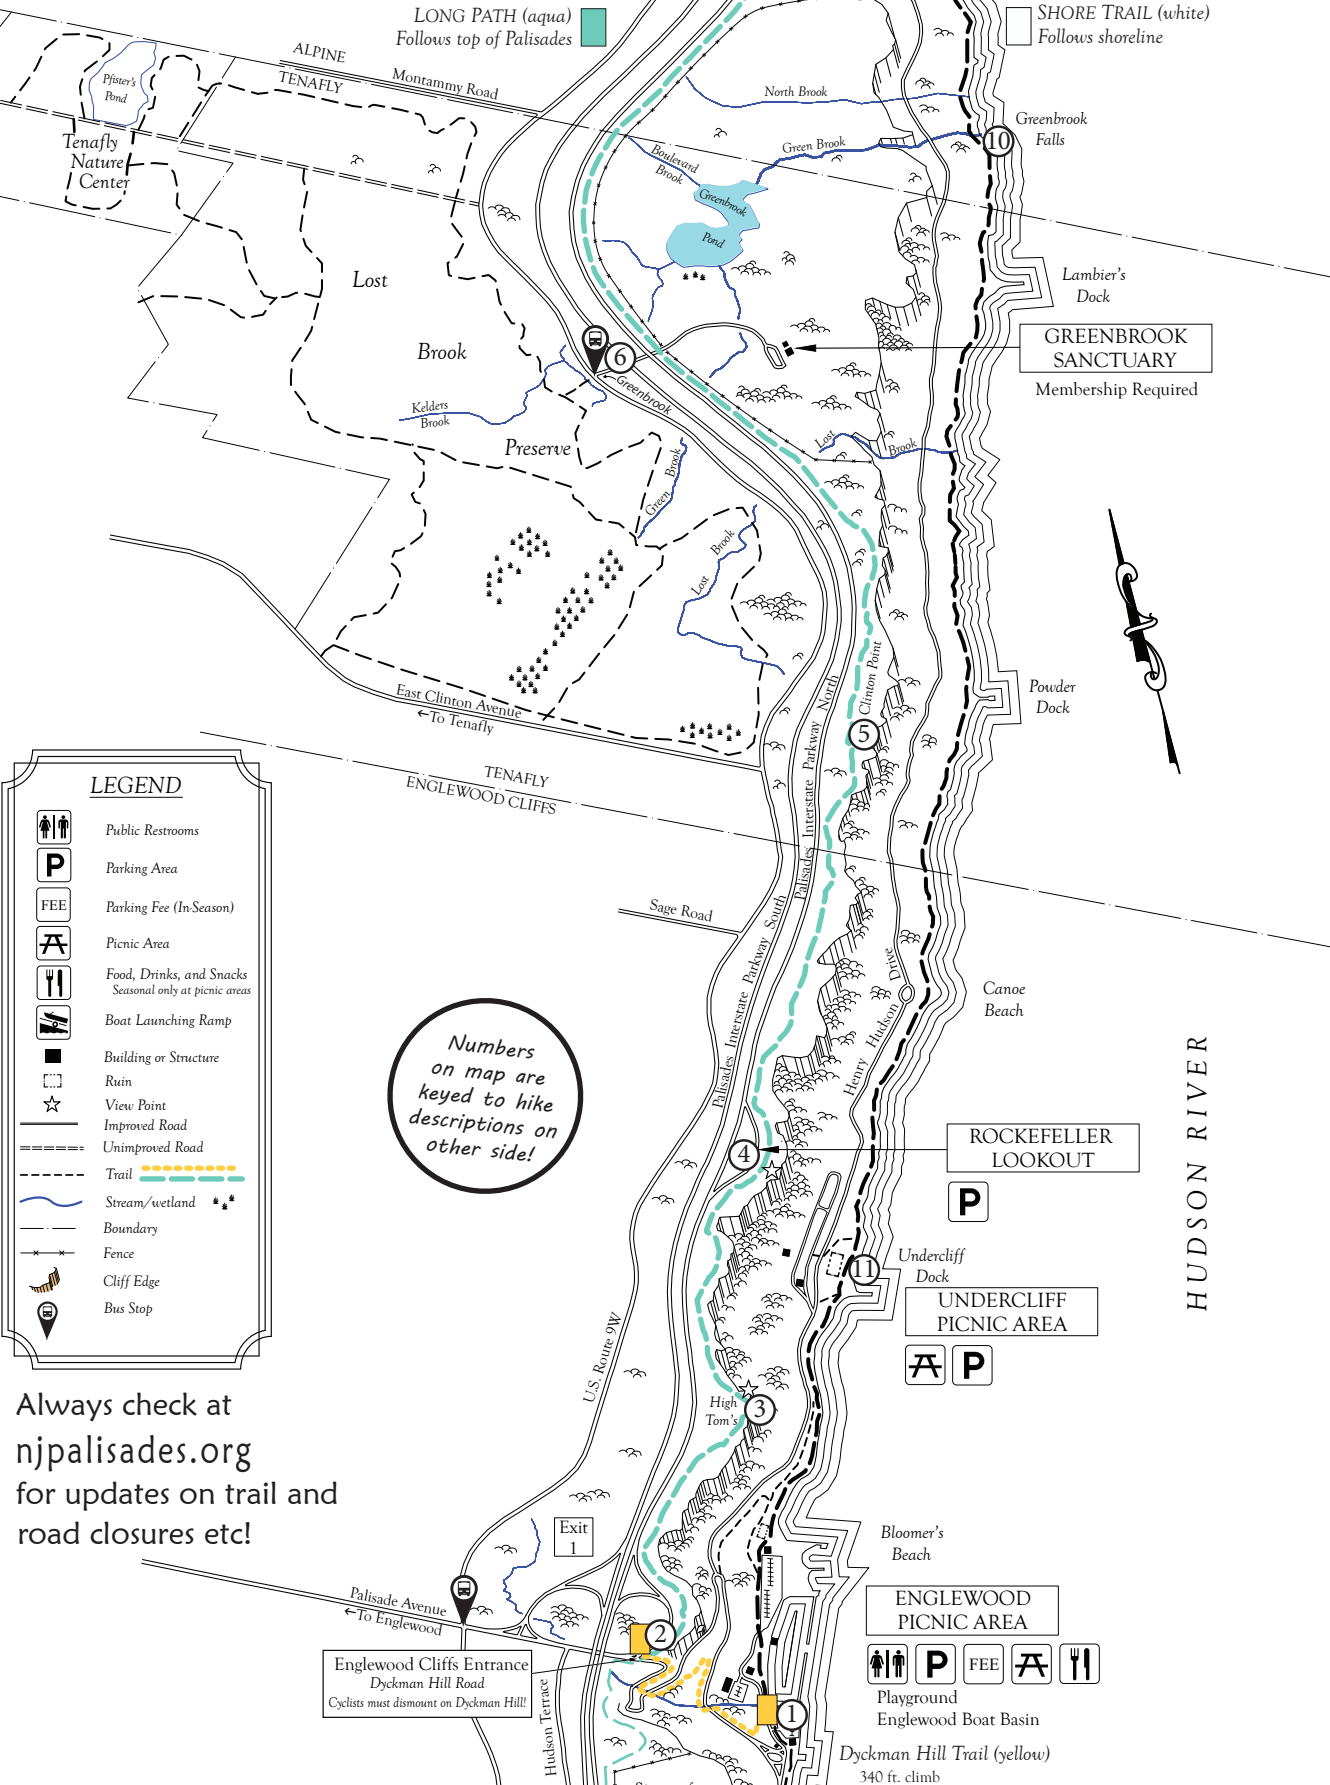 LONG PATH (aqua)
Follows top of Palisades
SHORE TRAIL (white)
Follows shoreline
ALPINE
TENAFLY
Montammy Road
Pfister's
Pond
Tenafly
Nature
Center
North Brook
Greenbrook
Falls
10
Green Brook
Boulevard
Brook
Greenbrook
Pond
Lost
Brook
Preserve
Lambier's
Dock
GREENBROOK
SANCTUARY
Membership Required
6
Greenbrook
Kelders
Brook
Lost
Brook
Green Brook
Lost Brook
Clinton Point
5
Powder
Dock
East Clinton Avenue
←To Tenafly
TENAFLY
ENGLEWOOD CLIFFS
Palisades Interstate Parkway North
Palisades Interstate Parkway South
Sage Road
Henry Hudson Drive
Canoe
Beach
HUDSON RIVER
LEGEND
Public Restrooms
P
Parking Area
FEE
Parking Fee (In-Season)
Picnic Area
Food, Drinks, and Snacks
Seasonal only at picnic areas
Boat Launching Ramp
Building or Structure
Ruin
View Point
Improved Road
Unimproved Road
Trail
Stream/wetland
Boundary
Fence
Cliff Edge
Bus Stop
Numbers
on map are
keyed to hike
descriptions on
other side!
4
ROCKEFELLER
LOOKOUT
P
11
Undercliff
Dock
UNDERCLIFF
PICNIC AREA
P
U.S. Route 9W
High
Tom's
3
Always check at
njpalisades.org
for updates on trail and
road closures etc!
Exit
1
Bloomer's
Beach
Palisade Avenue
←To Englewood
2
ENGLEWOOD
PICNIC AREA
P
FEE
Playground
Englewood Boat Basin
Englewood Cliffs Entrance
Dyckman Hill Road
Cyclists must dismount on Dyckman Hill!
Hudson Terrace
1
Dyckman Hill Trail (yellow)
340 ft. climb